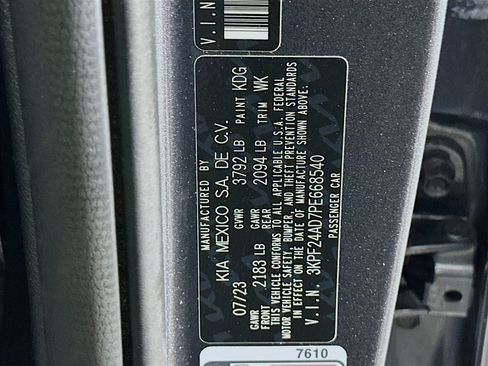 MANUFACTURED BY
KIA MEXICO S.A. DE C.V.
07/23 GVWR 3792 LB PAINT KDG
GAWR FRONT 2183 LB GAWR REAR 2094 LB TRIM WK
THIS VEHICLE CONFORMS TO ALL APPLICABLE U.S.A. FEDERAL
MOTOR VEHICLE SAFETY, BUMPER, AND THEFT PREVENTION STANDARDS
IN EFFECT ON THE DATE OF MANUFACTURE SHOWN ABOVE.
V.I.N. 3KPF24AD7PE668540
PASSENGER CAR
V.I.N
7610